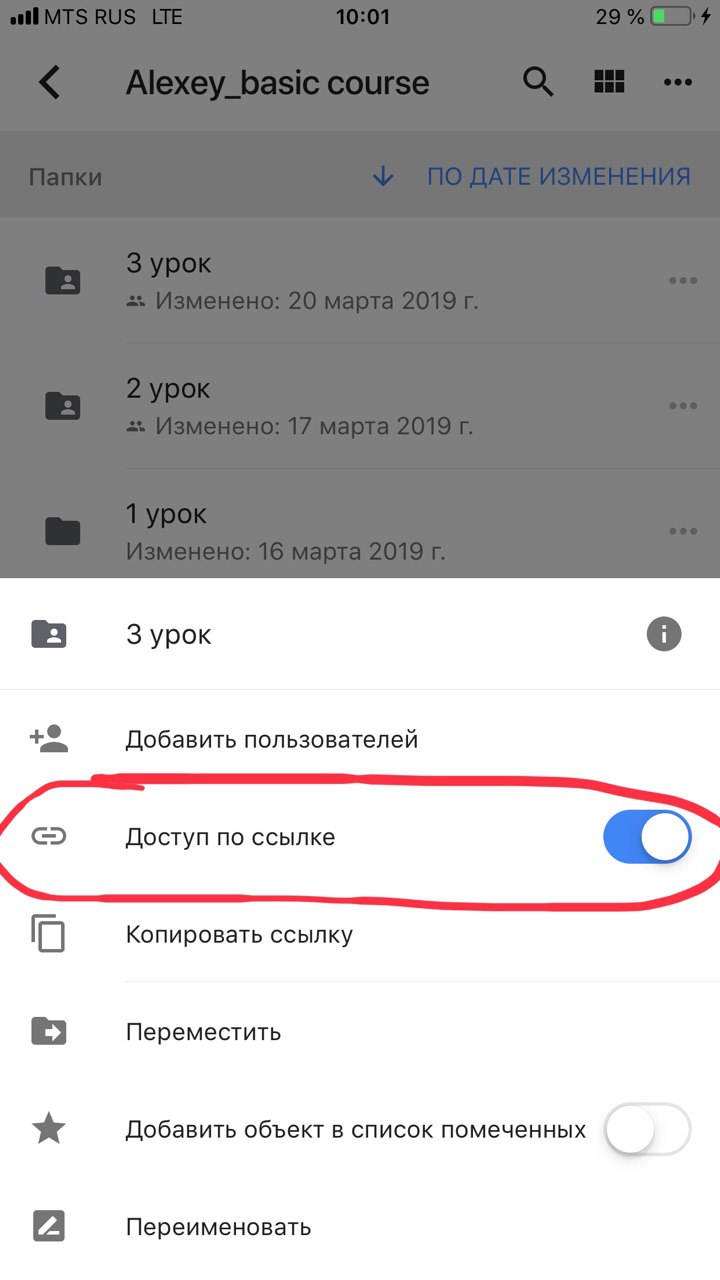 MTS RUS LTE 10:01 29 %
Alexey_basic course
Папки ПО ДАТЕ ИЗМЕНЕНИЯ
3 урок
Изменено: 20 марта 2019 г.
2 урок
Изменено: 17 марта 2019 г.
1 урок
Изменено: 16 марта 2019 г.
3 урок
Добавить пользователей
Доступ по ссылке
Копировать ссылку
Переместить
Добавить объект в список помеченных
Переименовать